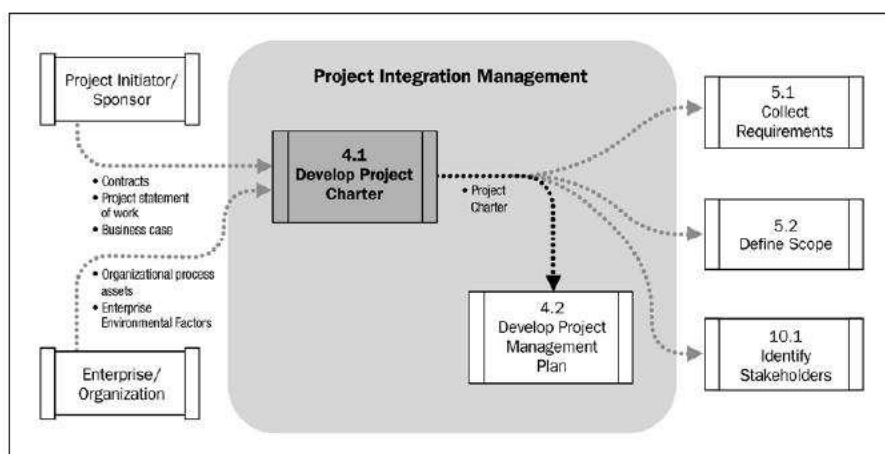 Project Initiator/
Sponsor
Project Integration Management
5.1
Collect
Requirements
4.1
Develop Project
Charter
• Contracts
• Project statement
of work
• Business case
• Project
Charter
5.2
Define Scope
• Organizational process
assets
• Enterprise
Environmental Factors
4.2
Develop Project
Management
Plan
10.1
Identify
Stakeholders
Enterprise/
Organization